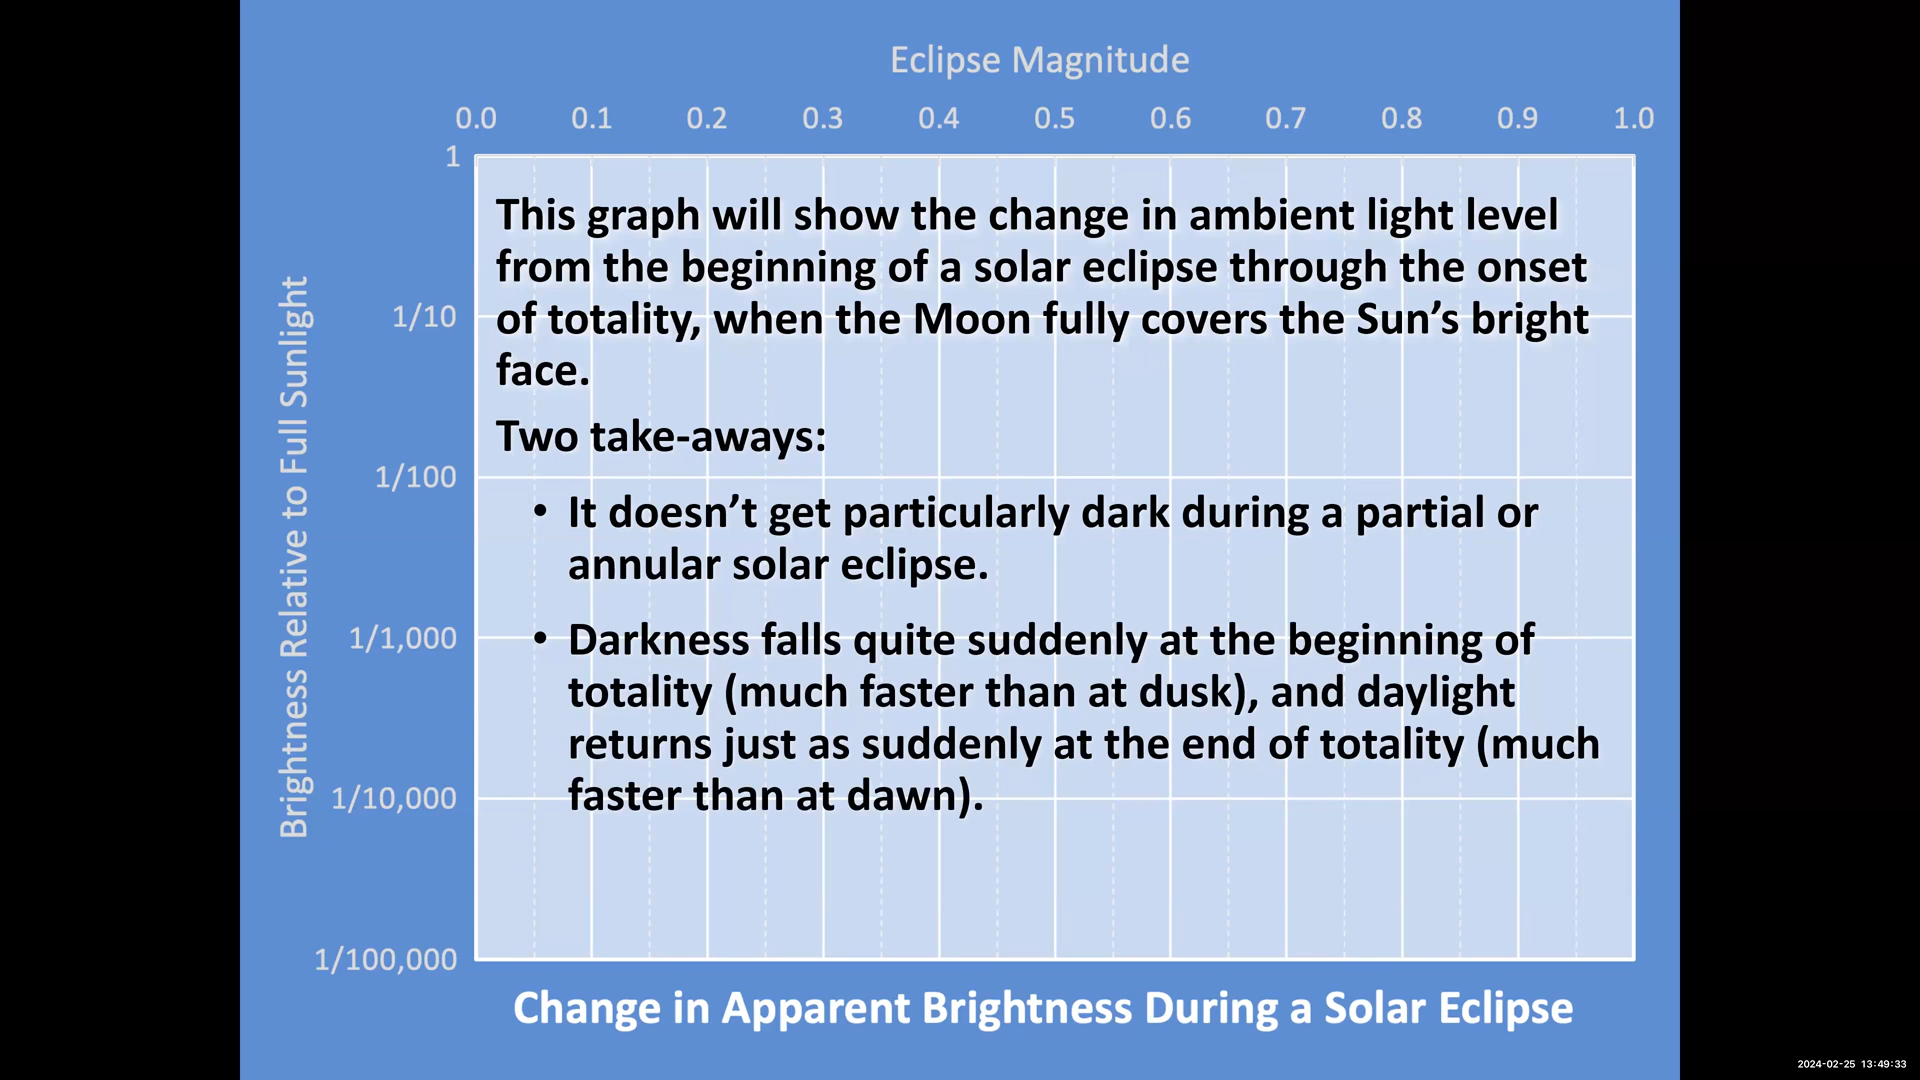 Eclipse Magnitude
0.0 0.1 0.2 0.3 0.4 0.5 0.6 0.7 0.8 0.9 1.0
Brightness Relative to Full Sunlight
1
1/10
1/100
1/1,000
1/10,000
1/100,000
This graph will show the change in ambient light level
from the beginning of a solar eclipse through the onset
of totality, when the Moon fully covers the Sun’s bright
face.
Two take-aways:
• It doesn’t get particularly dark during a partial or
annular solar eclipse.
• Darkness falls quite suddenly at the beginning of
totality (much faster than at dusk), and daylight
returns just as suddenly at the end of totality (much
faster than at dawn).
Change in Apparent Brightness During a Solar Eclipse
2024-02-25 13:49:33